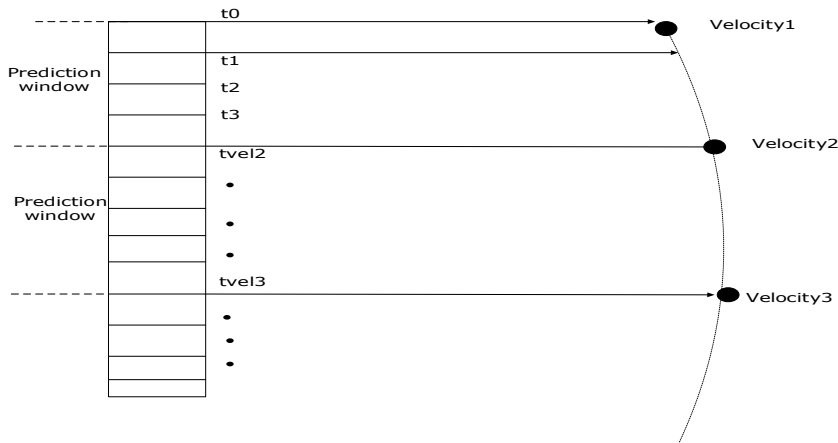 t0
Velocity1
t1
Prediction
window
t2
t3
Velocity2
tvel2
Prediction
window
tvel3
Velocity3